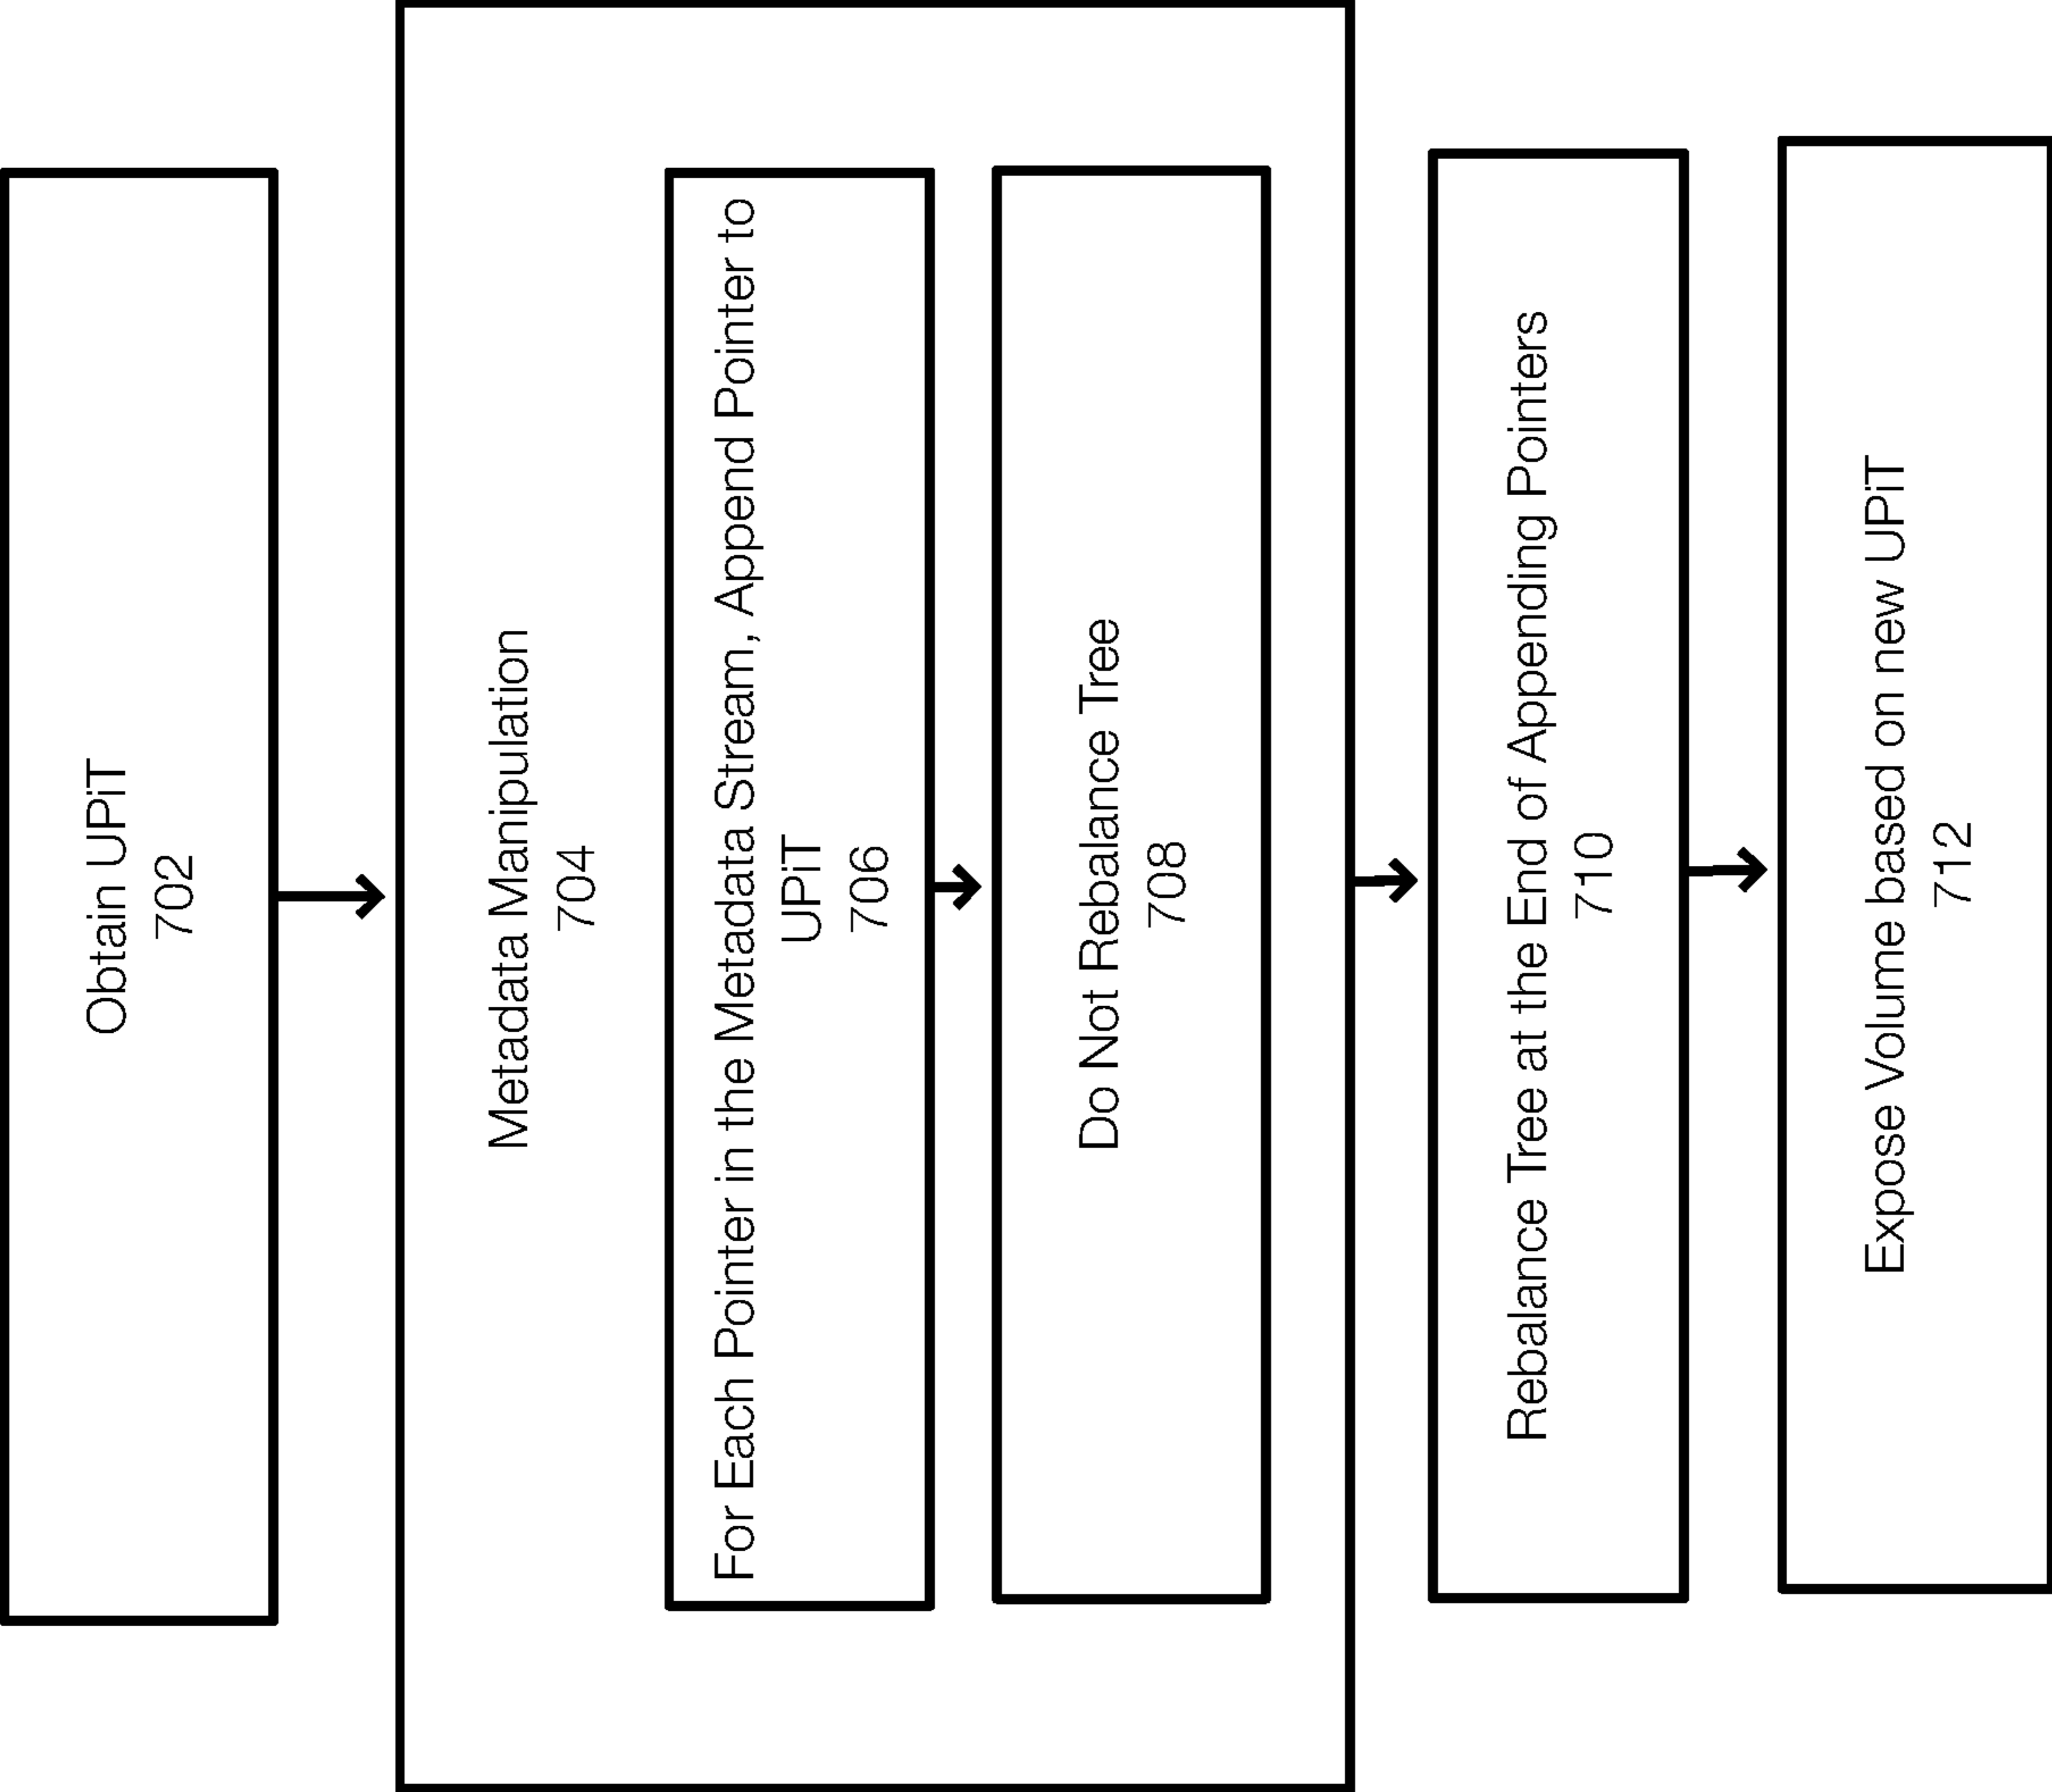 Obtain UPiT
702
Metadata Manipulation
704
For Each Pointer in the Metadata Stream, Append Pointer to
UPiT
706
Do Not Rebalance Tree
708
Rebalance Tree at the End of Appending Pointers
710
Expose Volume based on new UPiT
712